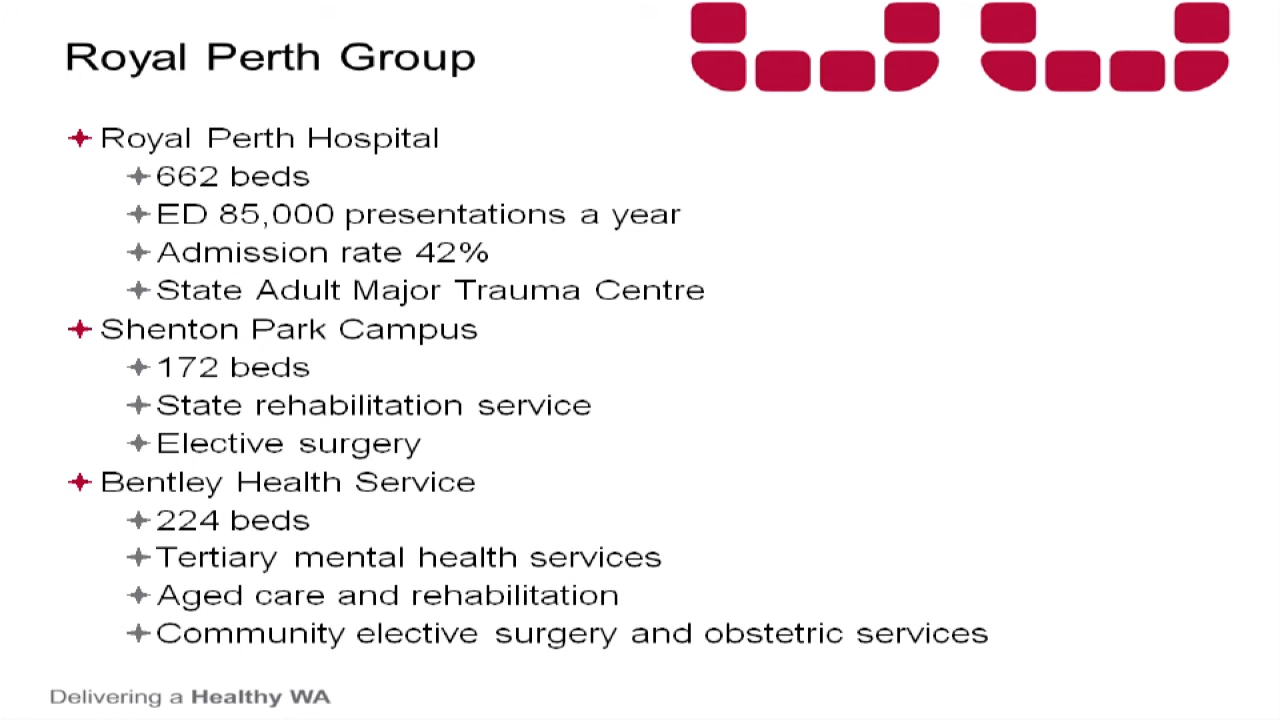 Royal Perth Group
Royal Perth Hospital
662 beds
ED 85,000 presentations a year
Admission rate 42%
State Adult Major Trauma Centre
Shenton Park Campus
172 beds
State rehabilitation service
Elective surgery
Bentley Health Service
224 beds
Tertiary mental health services
Aged care and rehabilitation
Community elective surgery and obstetric services
Delivering a Healthy WA